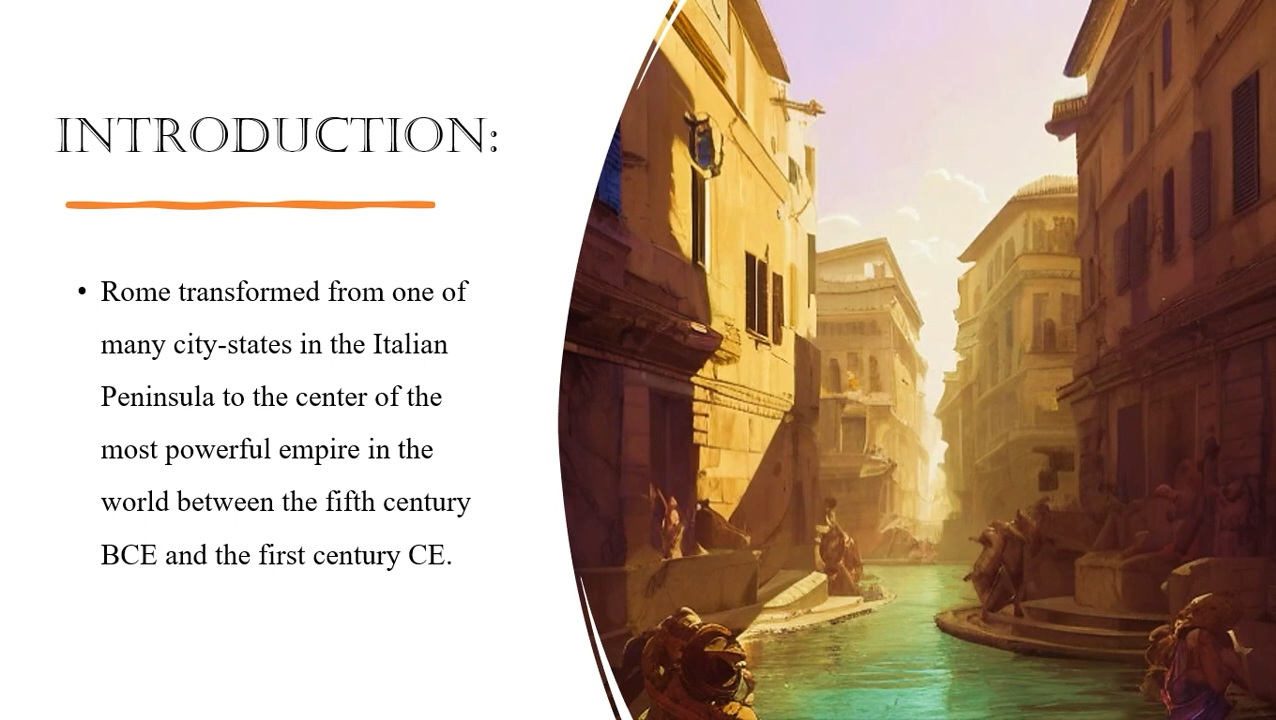 INTRODUCTION:
• Rome transformed from one of
many city-states in the Italian
Peninsula to the center of the
most powerful empire in the
world between the fifth century
BCE and the first century CE.